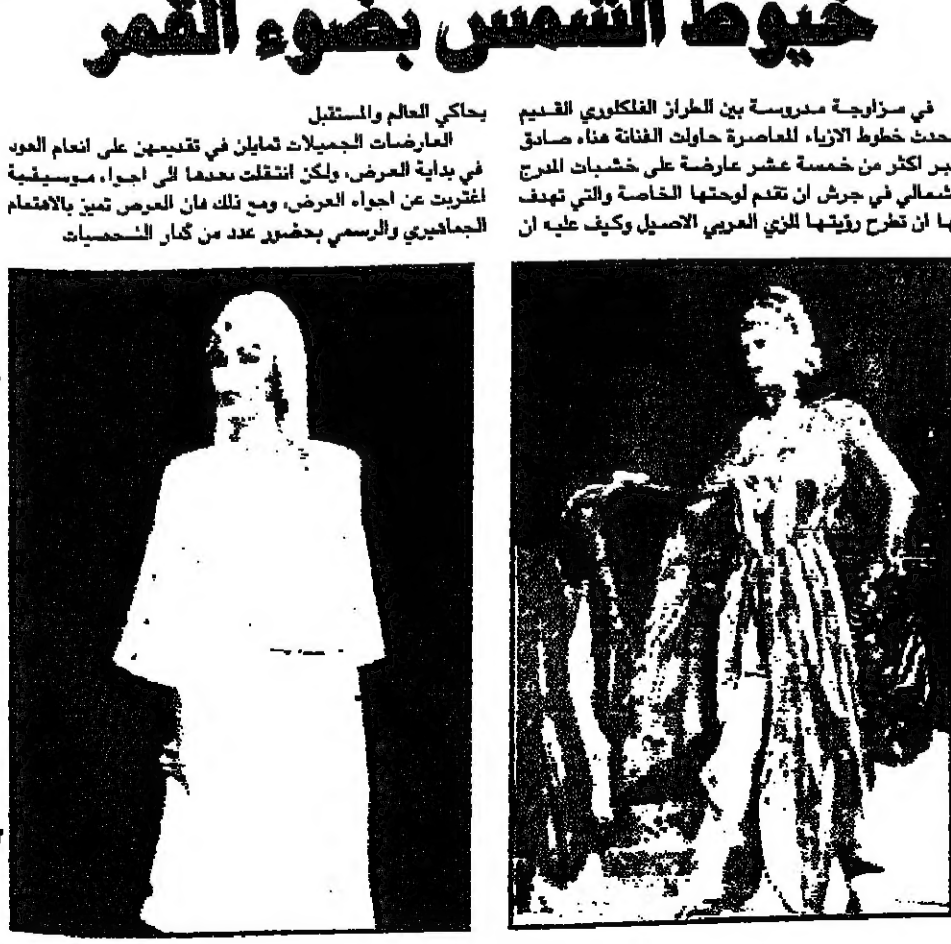 خيوط الشمس بضوء القمر
في مزاوجة مدروسة بين الطراز الفلكلوري القديم
حدث خطوط الازياء المعاصرة حاولت الفنانة هناء صادق
بر اكثر من خمسة عشر عارضة على خشبات المدرج
شمالي في جرش ان تقدم لوحتها الخاصة والتي تهدف
ها ان تطرح رؤيتها للزي العربي الاصيل وكيف عليه ان
يحاكي العالم والمستقبل
العارضات الجميلات تمايلن في تقديمهن على انغام العود
في بداية العرض، ولكن انتقلت بعدها الى اجواء موسيقية
اغتربت عن اجواء العرض، ومع ذلك فان العرض تميز بالاهتمام
الجماهيري والرسمي بحضور عدد من كبار الشخصيات